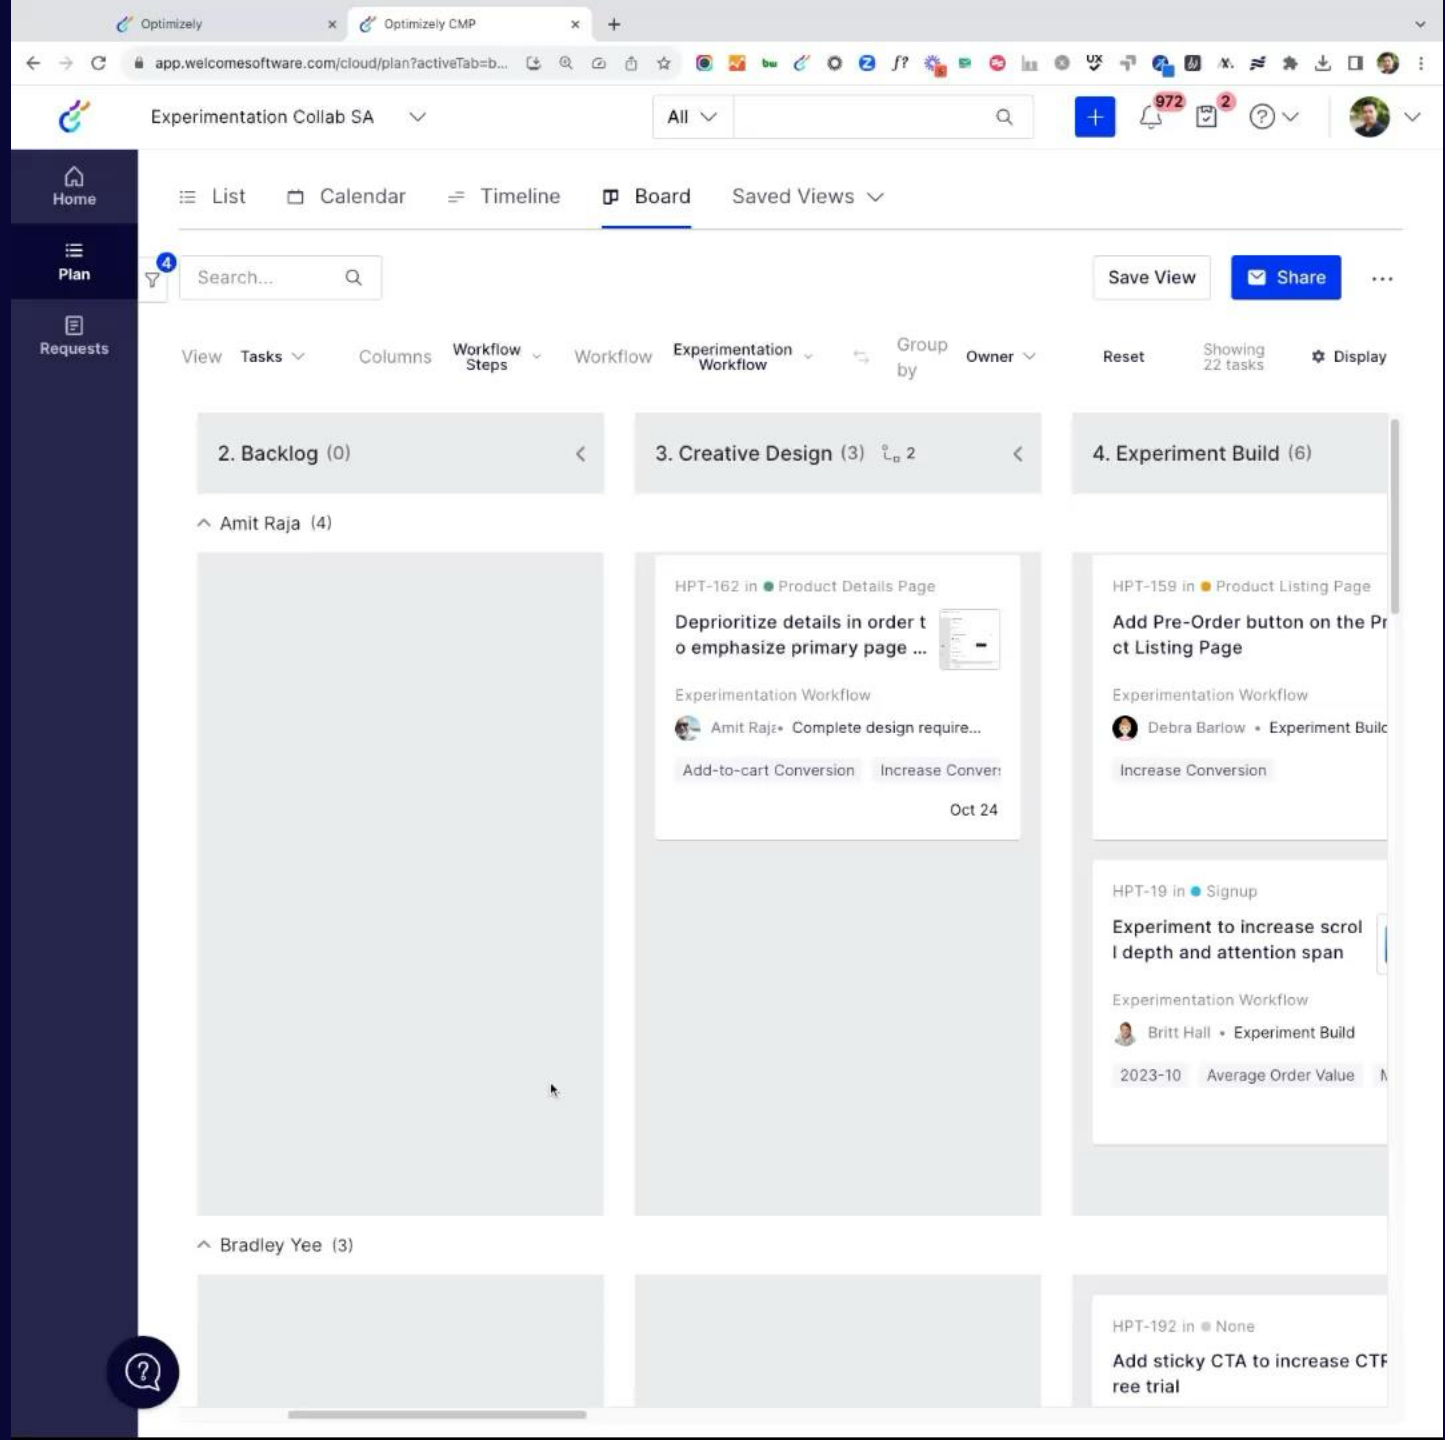 Optimizely
Optimizely CMP
app.welcomesoftware.com/cloud/plan?activeTab=b...
Experimentation Collab SA
All
972
2
Home
Plan
Requests
List
Calendar
Timeline
Board
Saved Views
4
Search...
Save View
Share
View
Tasks
Columns
Workflow Steps
Workflow
Experimentation Workflow
Group by
Owner
Reset
Showing 22 tasks
Display
2. Backlog (0)
3. Creative Design (3) 2
4. Experiment Build (6)
Amit Raja (4)
HPT-162 in Product Details Page
Deprioritize details in order t
o emphasize primary page ...
Experimentation Workflow
Amit Raja • Complete design require...
Add-to-cart Conversion Increase Conver
Oct 24
HPT-159 in Product Listing Page
Add Pre-Order button on the Pr
ct Listing Page
Experimentation Workflow
Debra Barlow • Experiment Builc
Increase Conversion
HPT-19 in Signup
Experiment to increase scrol
l depth and attention span
Experimentation Workflow
Britt Hall • Experiment Build
2023-10 Average Order Value
Bradley Yee (3)
HPT-192 in None
Add sticky CTA to increase CTR
ree trial